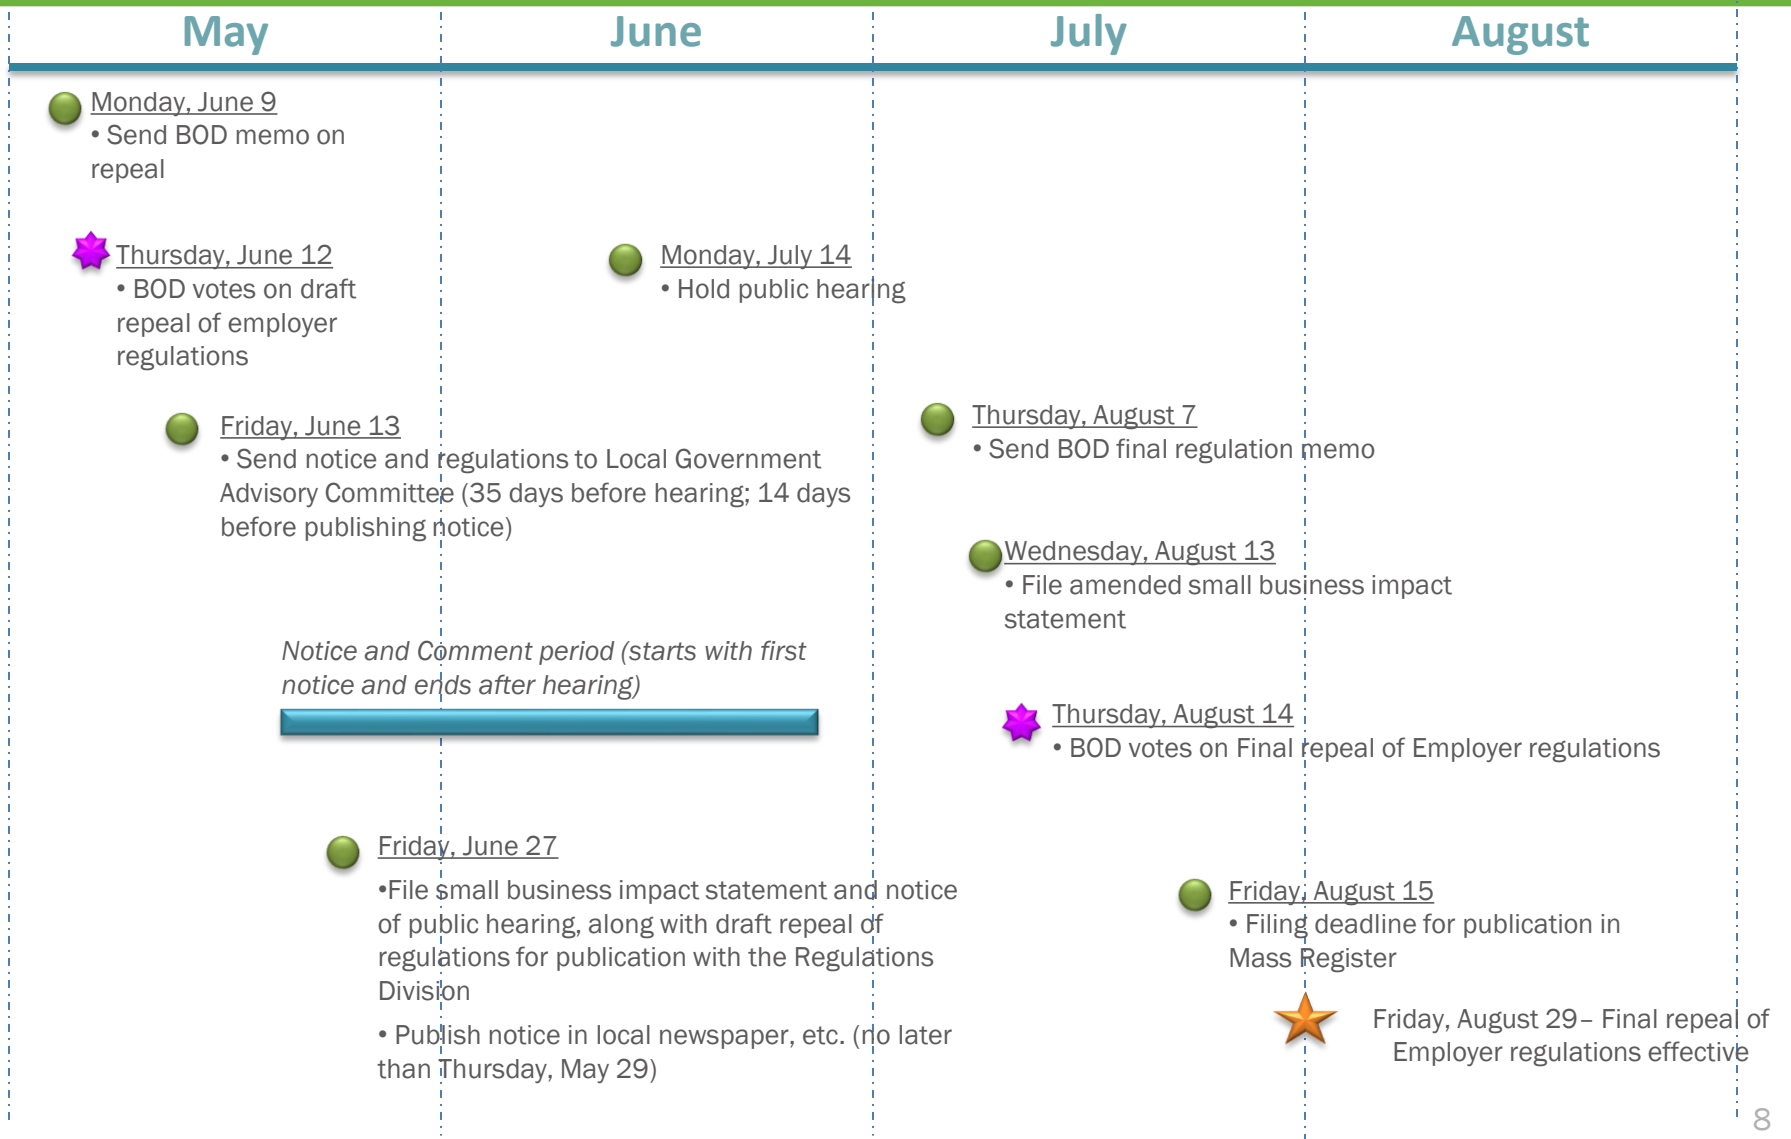 May
June
July
August
Monday, June 9
• Send BOD memo on
repeal
Thursday, June 12
• BOD votes on draft
repeal of employer
regulations
Monday, July 14
• Hold public hearing
Friday, June 13
• Send notice and regulations to Local Government
Advisory Committee (35 days before hearing; 14 days
before publishing notice)
Thursday, August 7
• Send BOD final regulation memo
Wednesday, August 13
• File amended small business impact
statement
Notice and Comment period (starts with first
notice and ends after hearing)
Thursday, August 14
• BOD votes on Final repeal of Employer regulations
Friday, June 27
•File small business impact statement and notice
of public hearing, along with draft repeal of
regulations for publication with the Regulations
Division
• Publish notice in local newspaper, etc. (no later
than Thursday, May 29)
Friday, August 15
• Filing deadline for publication in
Mass Register
Friday, August 29– Final repeal of
Employer regulations effective
8